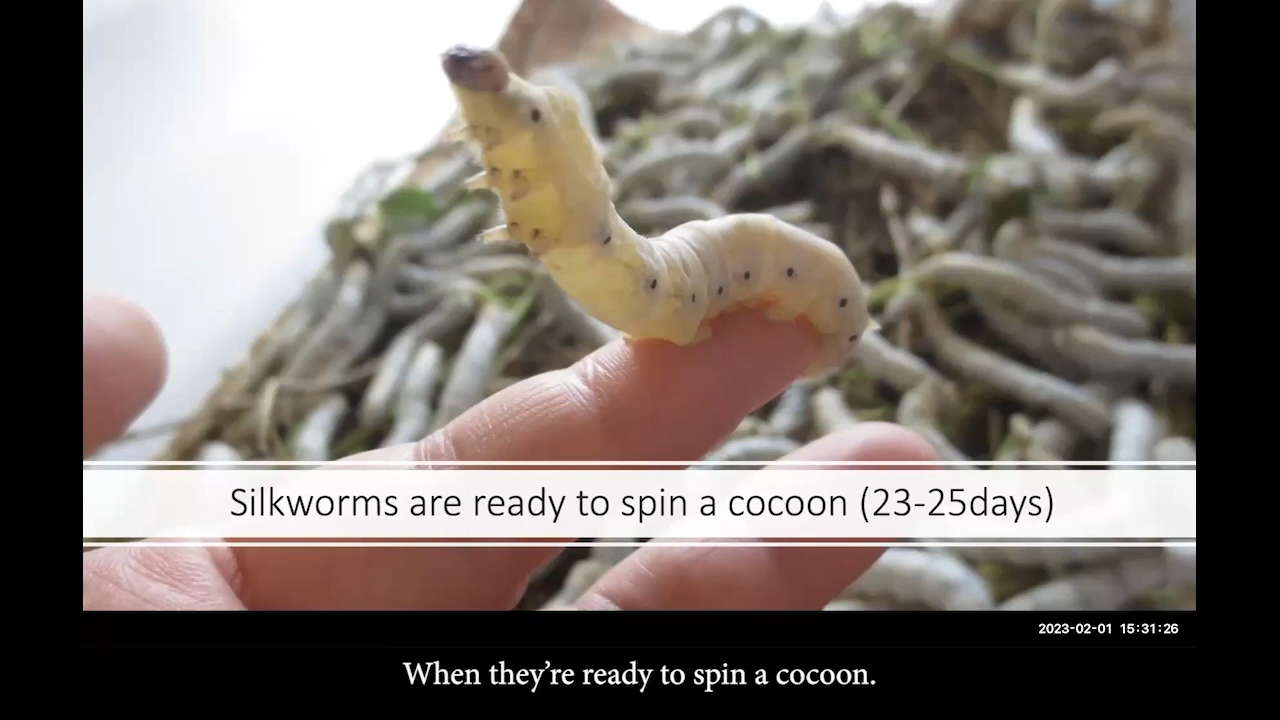 Silkworms are ready to spin a cocoon (23-25days)
2023-02-01 15:31:26
When they’re ready to spin a cocoon.